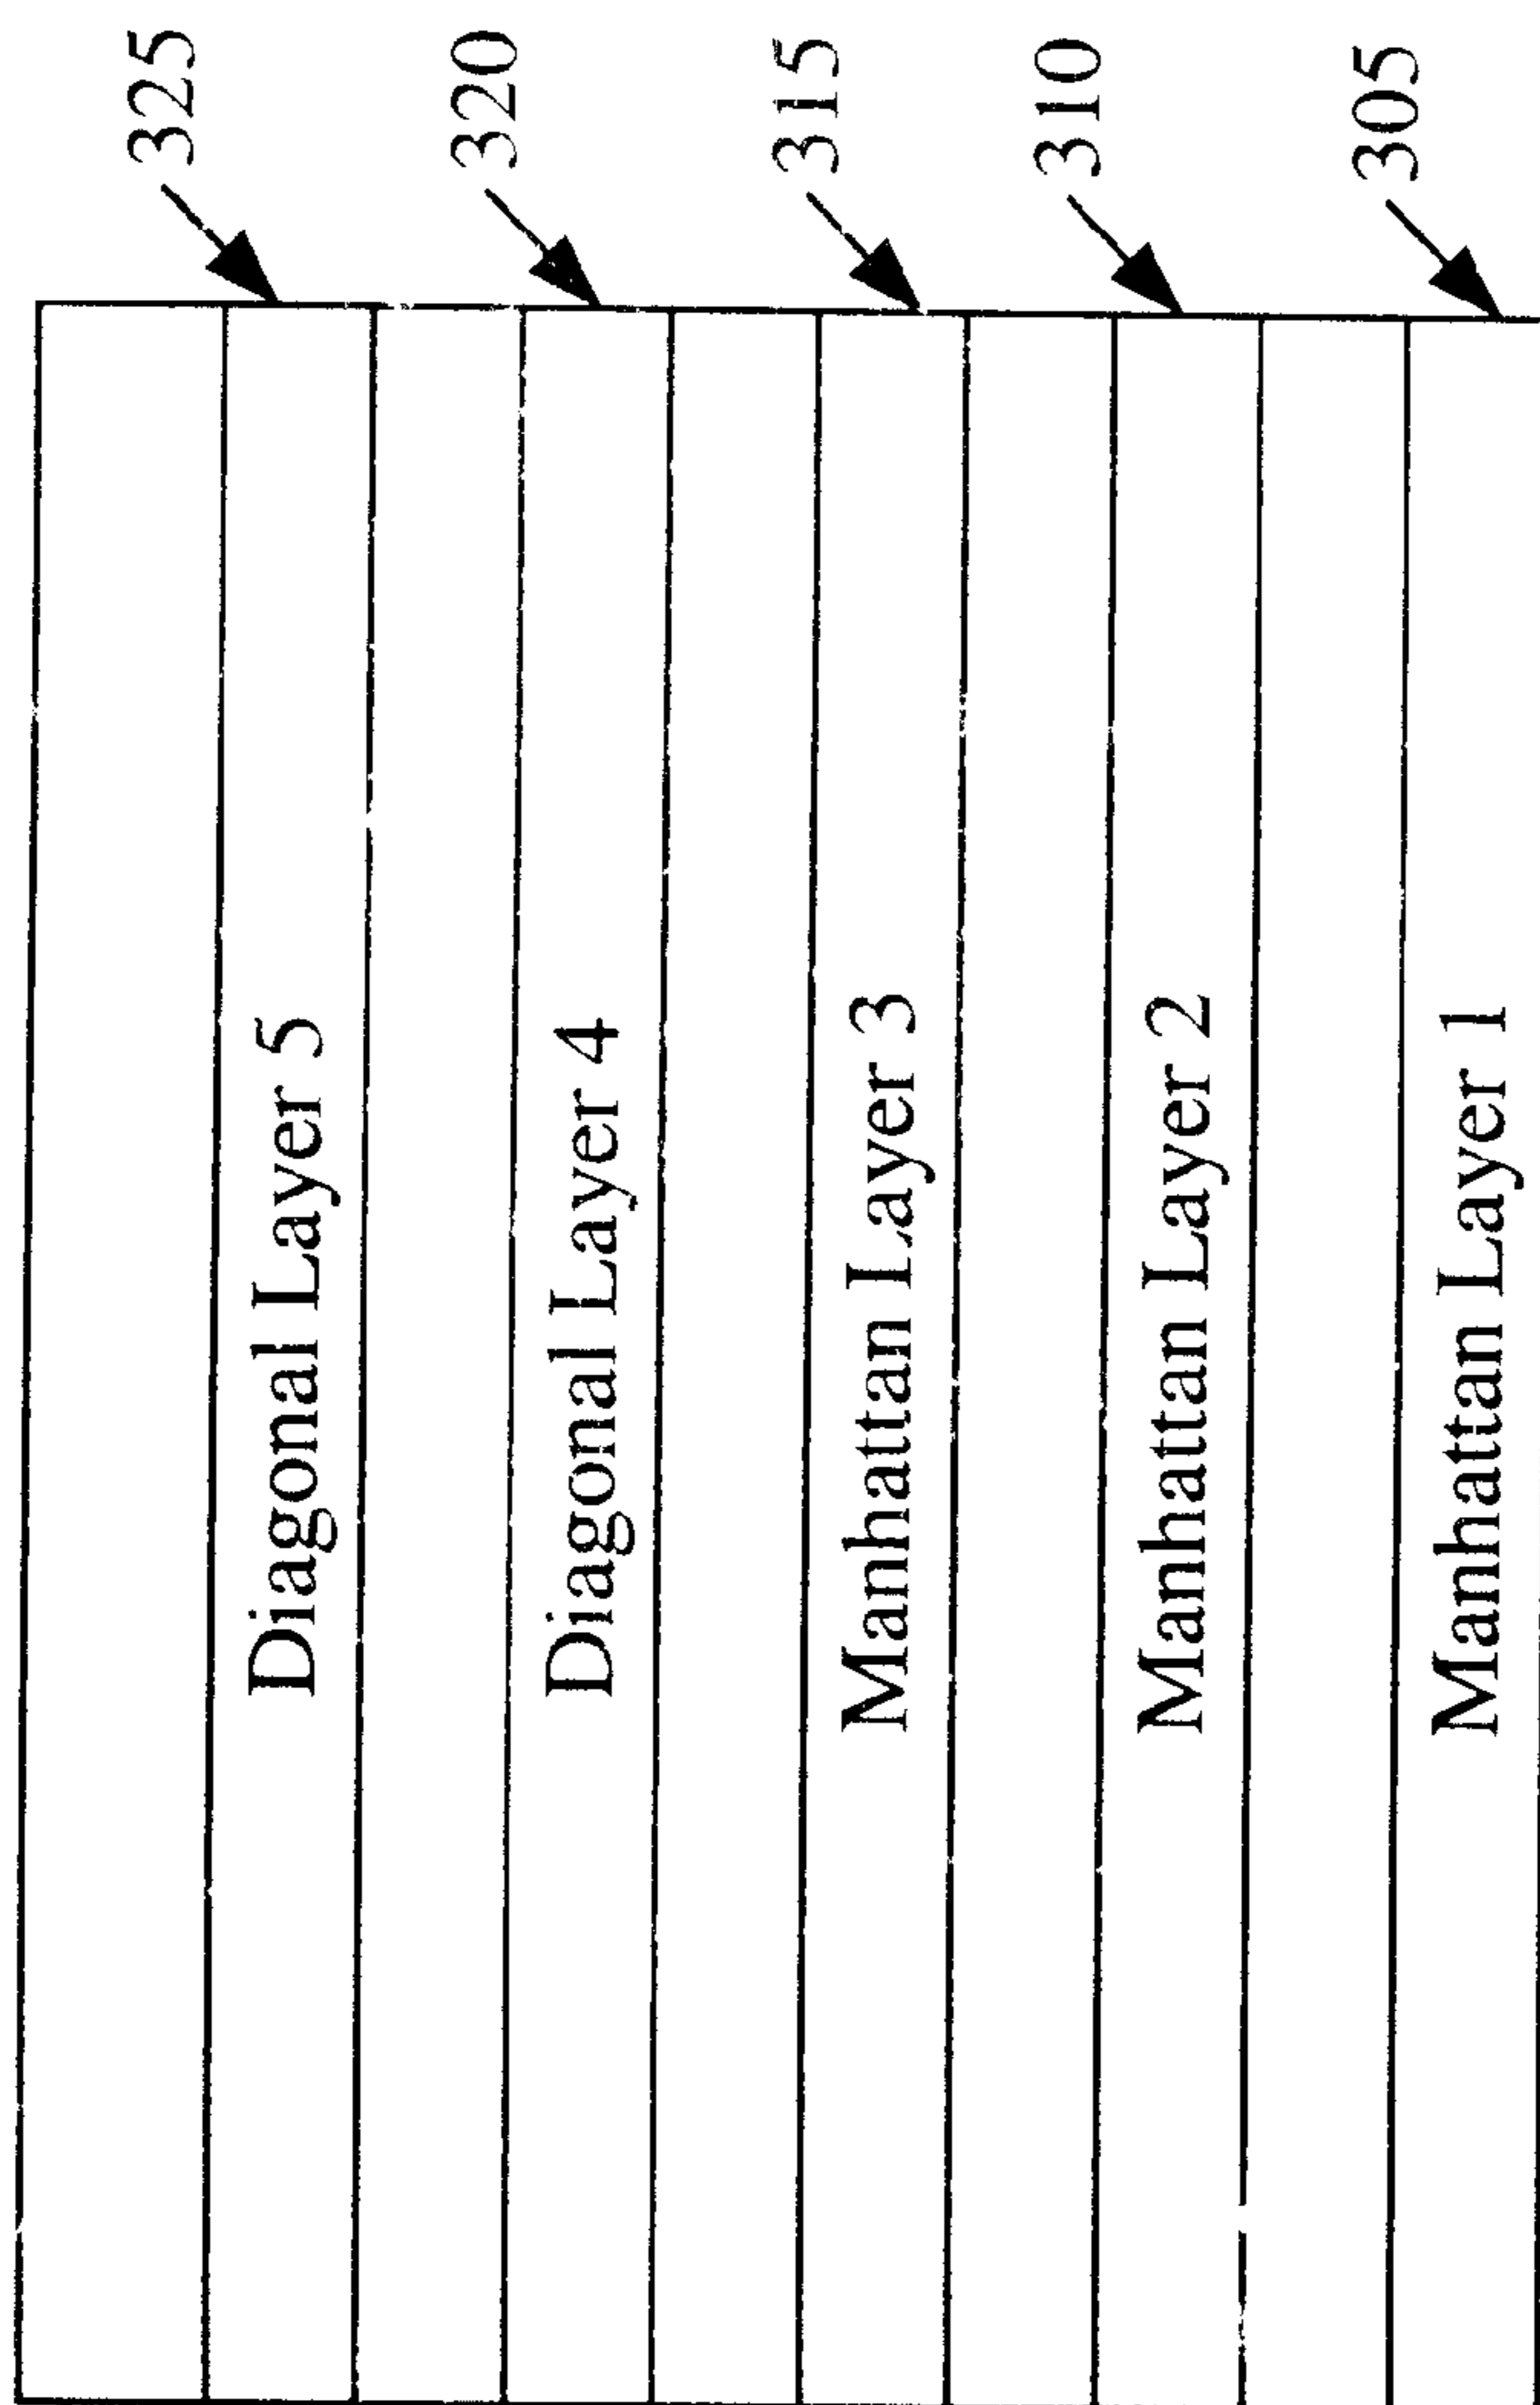 325
Diagonal Layer 5
320
Diagonal Layer 4
315
Manhattan Layer 3
310
Manhattan Layer 2
305
Manhattan Layer 1